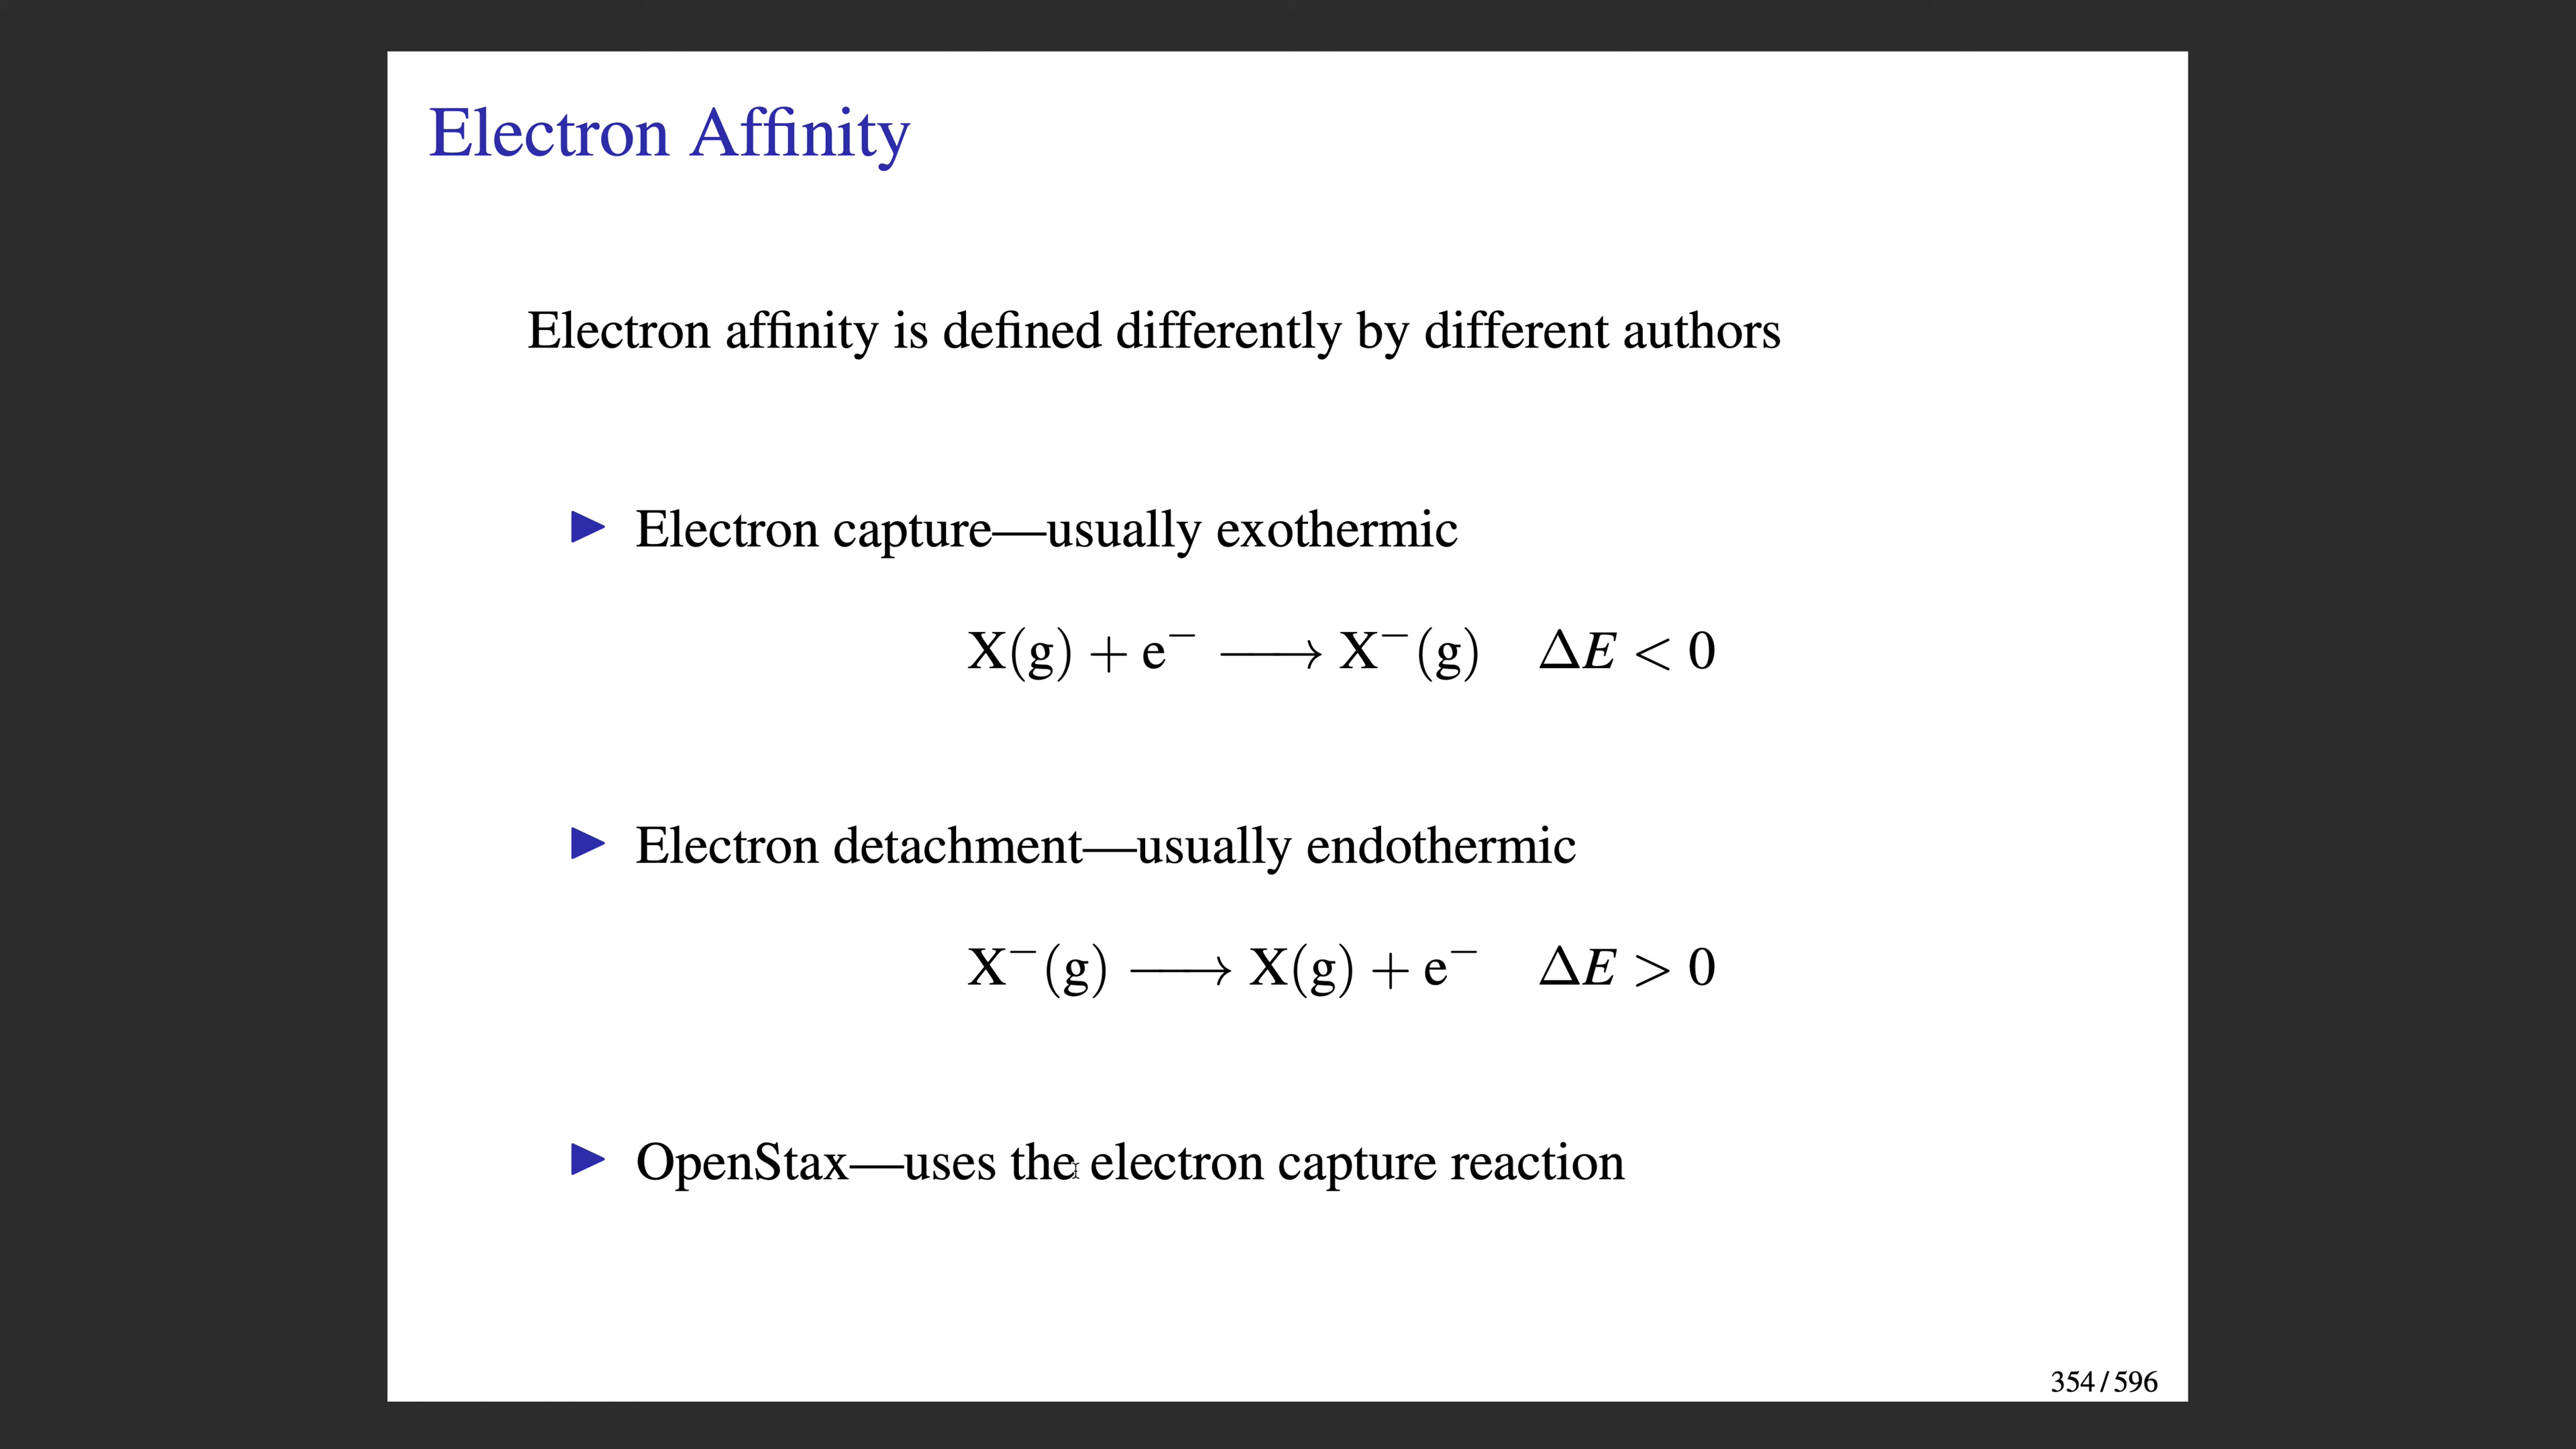 Electron Affinity
Electron affinity is defined differently by different authors
▶ Electron capture—usually exothermic
X(g) + e⁻ ⟶ X⁻(g) ΔE < 0
▶ Electron detachment—usually endothermic
X⁻(g) ⟶ X(g) + e⁻ ΔE > 0
▶ OpenStax—uses the electron capture reaction
354 / 596